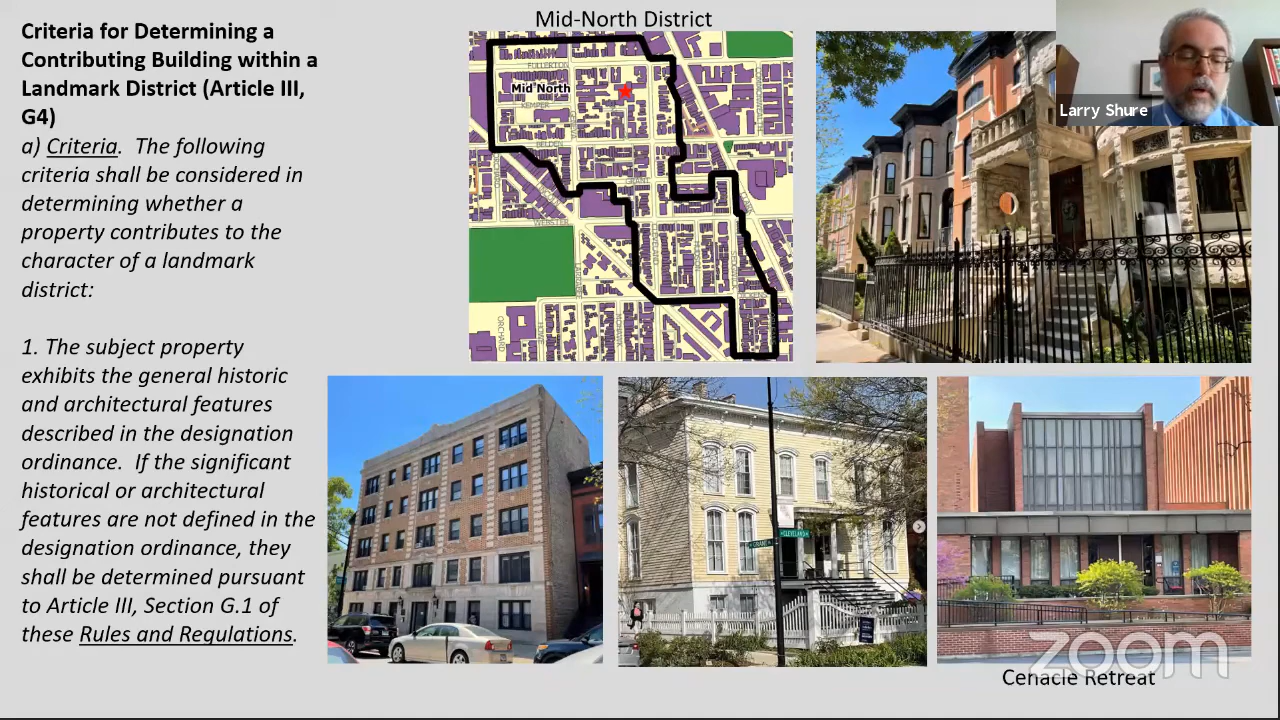 Mid-North District
Criteria for Determining a
Contributing Building within a
Landmark District (Article III,
G4)
a) Criteria. The following
criteria shall be considered in
determining whether a
property contributes to the
character of a landmark
district:
1. The subject property
exhibits the general historic
and architectural features
described in the designation
ordinance. If the significant
historical or architectural
features are not defined in the
designation ordinance, they
shall be determined pursuant
to Article III, Section G.1 of
these Rules and Regulations.
FULLERTON
Mid North
KEMPER
BELDEN
GRANT
WEBSTER
ORCHARD
HOWE
MOHAWK
Larry Shure
CLEVELAND
zoom
Cenacle Retreat